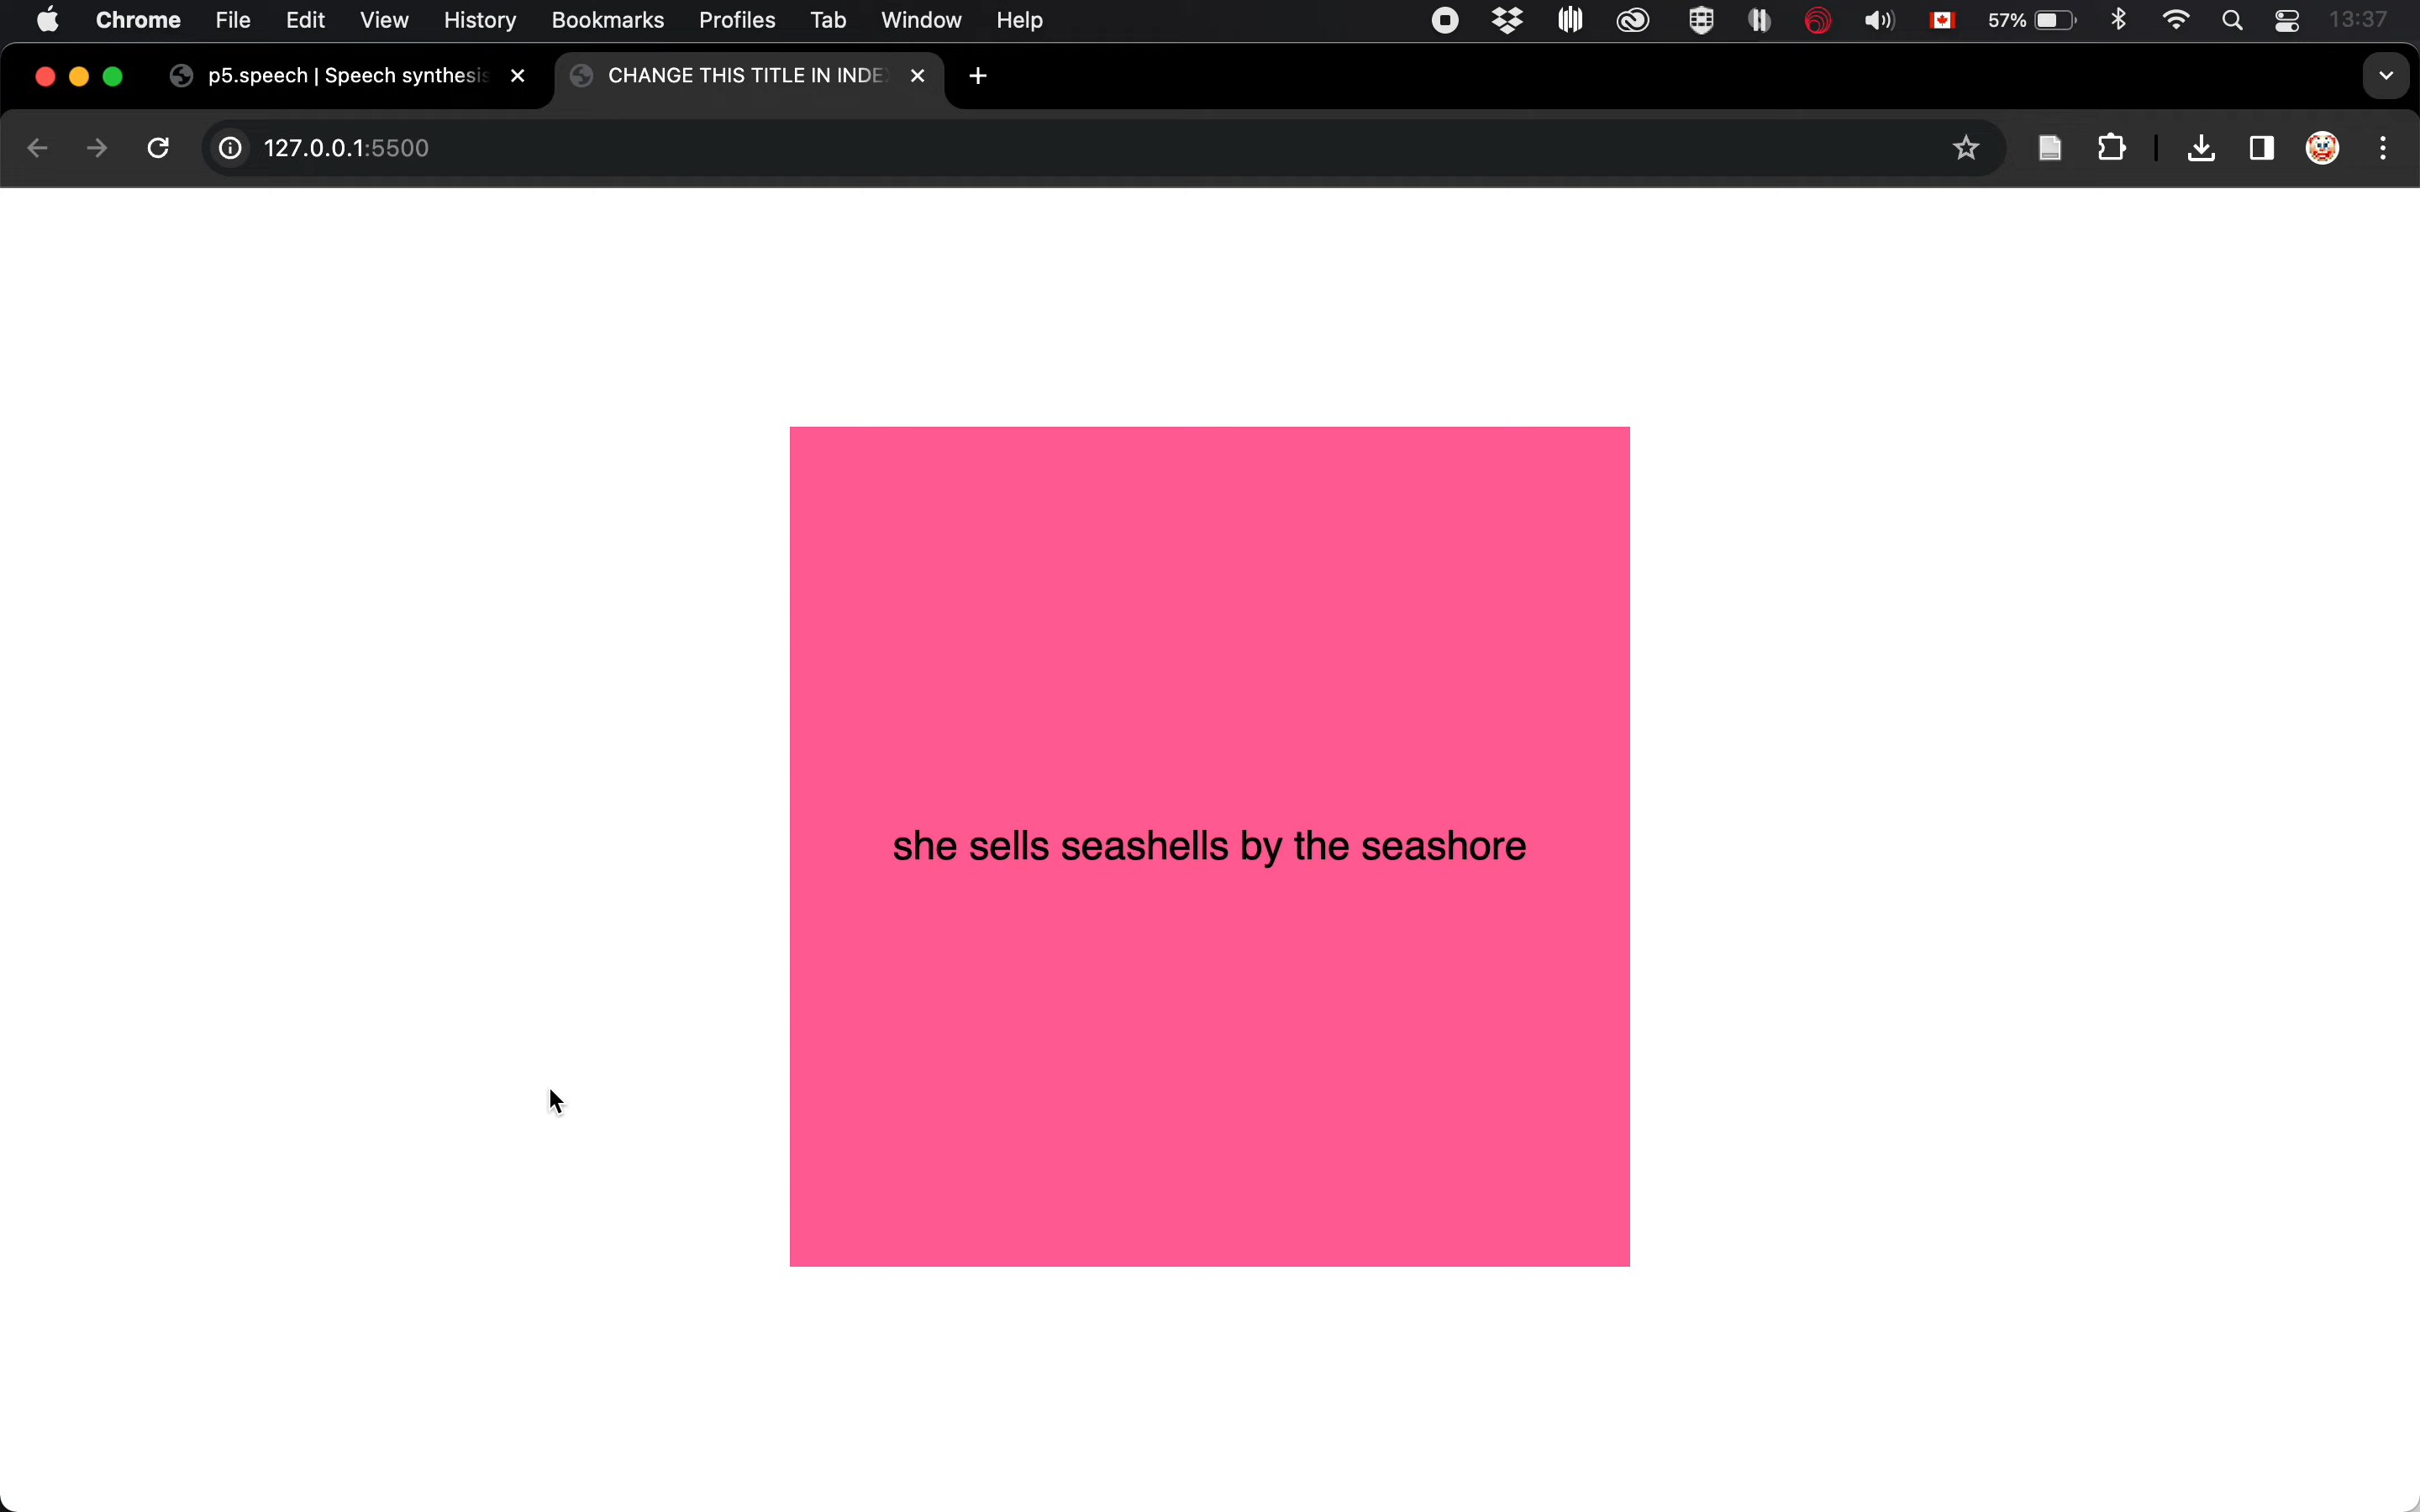 Chrome File Edit View History Bookmarks Profiles Tab Window Help 57% 13:37
p5.speech | Speech synthesis CHANGE THIS TITLE IN INDEX
127.0.0.1:5500
she sells seashells by the seashore